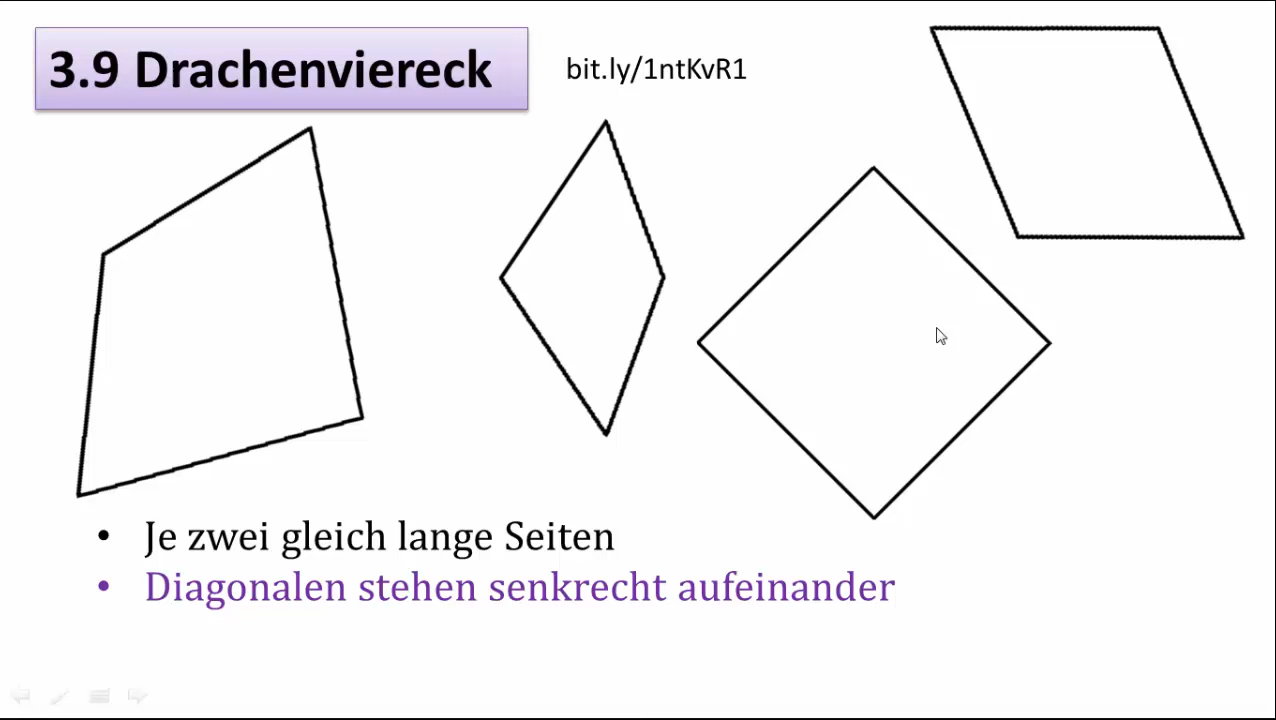 3.9 Drachenviereck
bit.ly/1ntKvR1
• Je zwei gleich lange Seiten
• Diagonalen stehen senkrecht aufeinander